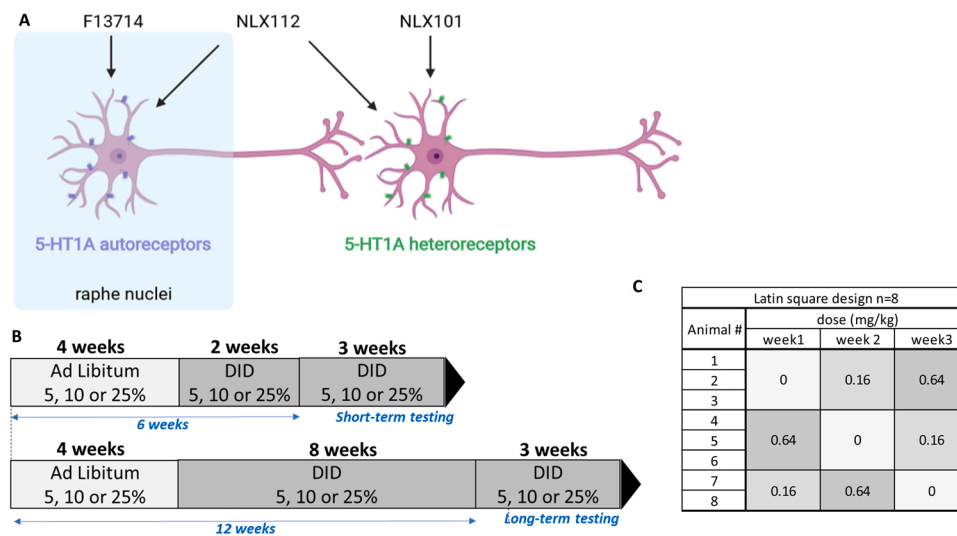 A
F13714
NLX112
NLX101
5-HT1A autoreceptors
5-HT1A heteroreceptors
raphe nuclei
B
4 weeks
2 weeks
3 weeks
Ad Libitum
5, 10 or 25%
DID
5, 10 or 25%
DID
5, 10 or 25%
6 weeks
Short-term testing
4 weeks
8 weeks
3 weeks
Ad Libitum
5, 10 or 25%
DID
5, 10 or 25%
DID
5, 10 or 25%
12 weeks
Long-term testing
C
Latin square design n=8
Animal #
dose (mg/kg)
week1
week 2
week3
1
2
3
0
0.16
0.64
4
5
6
0.64
0
0.16
7
8
0.16
0.64
0